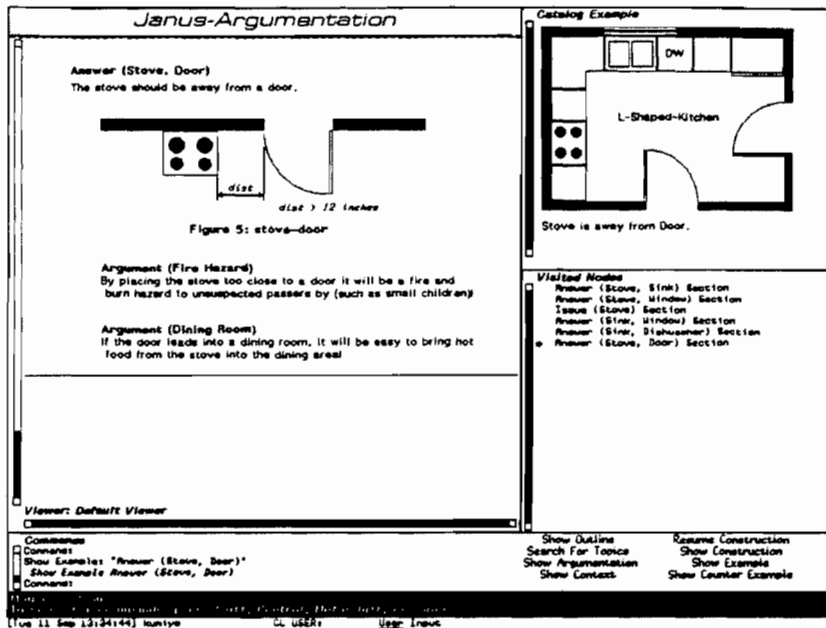 Janus-Argumentation
Answer (Stove, Door)
The stove should be away from a door.
dist
dist > 12 inches
Figure 5: stove-door
Argument (Fire Hazard)
By placing the stove too close to a door it will be a fire and
burn hazard to unsuspected passers by (such as small children)!
Argument (Dining Room)
If the door leads into a dining room, it will be easy to bring hot
food from the stove into the dining area!
Viewer: Default Viewer
Catalog Example
DW
L-Shaped-Kitchen
Stove is away from Door.
Visited Nodes
Answer (Stove, Sink) Section
Answer (Stove, Window) Section
Issue (Stove) Section
Answer (Sink, Window) Section
Answer (Sink, Dishwasher) Section
Answer (Stove, Door) Section
Commands
Command:
Show Example: "Answer (Stove, Door)"
Show Example Answer (Stove, Door)
Command:
Show Outline
Resume Construction
Search For Topics
Show Construction
Show Argumentation
Show Example
Show Context
Show Counter Example
[Tue 11 Sep 13:34:44] kumiyo
CL USER:
User Input